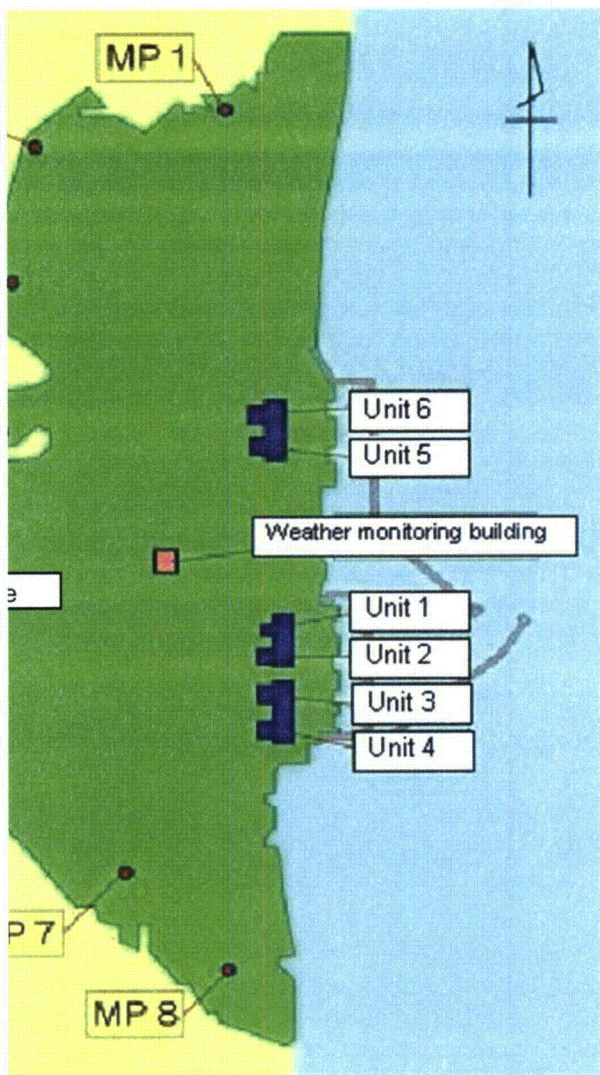 MP 1
Unit 6
Unit 5
Weather monitoring building
e
Unit 1
Unit 2
Unit 3
Unit 4
P 7
MP 8